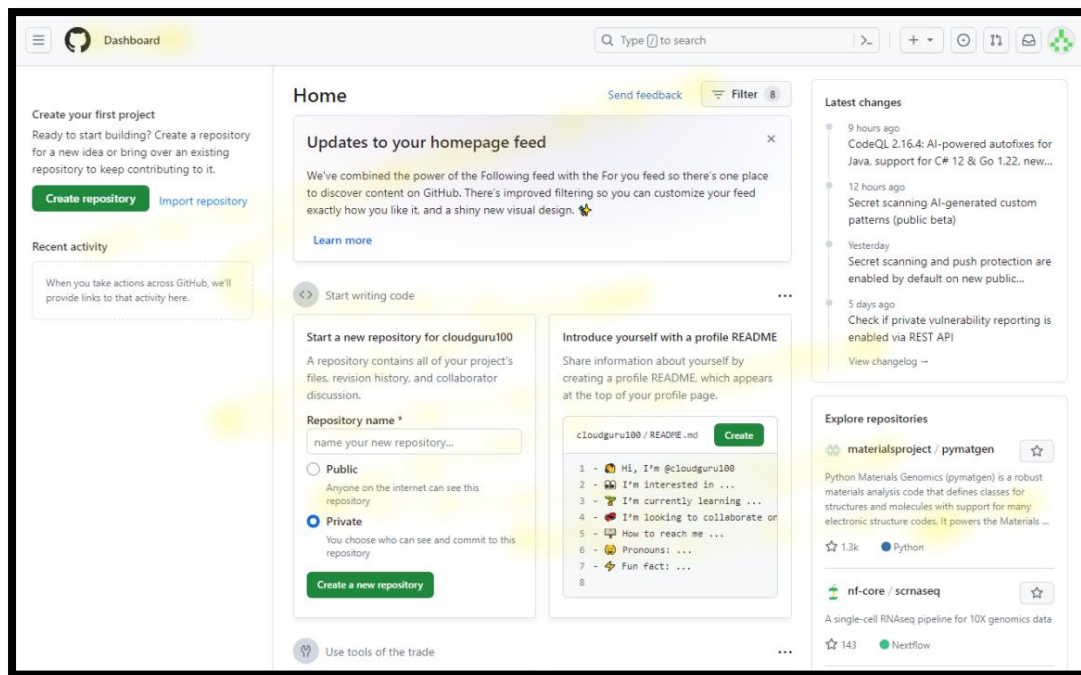 Dashboard
Type / to search
Create your first project
Ready to start building? Create a repository
for a new idea or bring over an existing
repository to keep contributing to it.
Create repository
Import repository
Recent activity
When you take actions across GitHub, we'll
provide links to that activity here.
Home
Send feedback
Filter 8
Updates to your homepage feed
We've combined the power of the Following feed with the For you feed so there's one place
to discover content on GitHub. There's improved filtering so you can customize your feed
exactly how you like it, and a shiny new visual design. ✨
Learn more
Start writing code
Start a new repository for cloudguru100
A repository contains all of your project's
files, revision history, and collaborator
discussion.
Repository name *
name your new repository...
Public
Anyone on the internet can see this
repository
Private
You choose who can see and commit to this
repository
Create a new repository
Introduce yourself with a profile README
Share information about yourself by
creating a profile README, which appears
at the top of your profile page.
cloudguru100 / README.md
Create
1 - 👋 Hi, I'm @cloudguru100
2 - 👀 I'm interested in ...
3 - 🌱 I'm currently learning ...
4 - 💞️ I'm looking to collaborate on
5 - 📫 How to reach me ...
6 - 😄 Pronouns: ...
7 - ⚡ Fun fact: ...
8
Use tools of the trade
Latest changes
9 hours ago
CodeQL 2.16.4: AI-powered autofixes for
Java, support for C# 12 & Go 1.22, new...
12 hours ago
Secret scanning AI-generated custom
patterns (public beta)
Yesterday
Secret scanning and push protection are
enabled by default on new public...
5 days ago
Check if private vulnerability reporting is
enabled via REST API
View changelog →
Explore repositories
materialsproject / pymatgen
Python Materials Genomics (pymatgen) is a robust
materials analysis code that defines classes for
structures and molecules with support for many
electronic structure codes. It powers the Materials ...
1.3k Python
nf-core / scrnaseq
A single-cell RNAseq pipeline for 10X genomics data
143 Nextflow